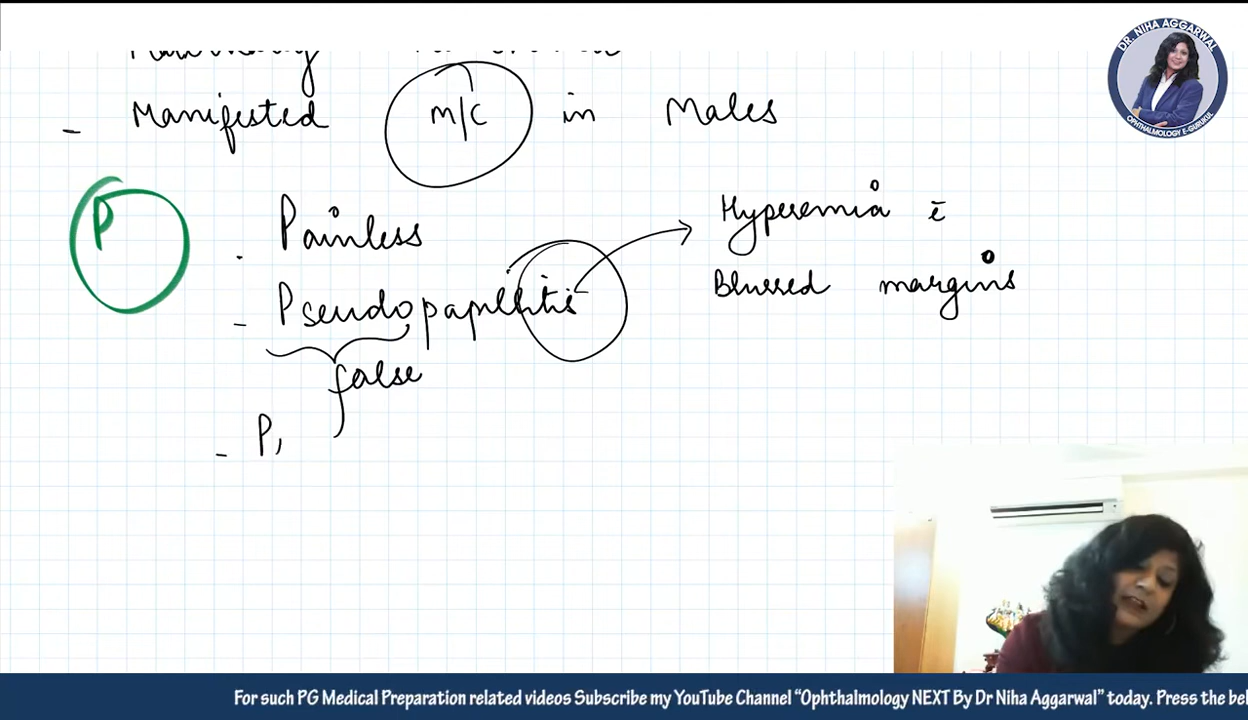 DR. NIHA AGGARWAL
OPHTHALMOLOGY E-GURUKUL
- Manifested m/c in Males
P
- Painless
- Pseudopapillitis
false
Hyperemia c̄
Blurred margins
- P
For such PG Medical Preparation related videos Subscribe my YouTube Channel “Ophthalmology NEXT By Dr Niha Aggarwal” today. Press the bel